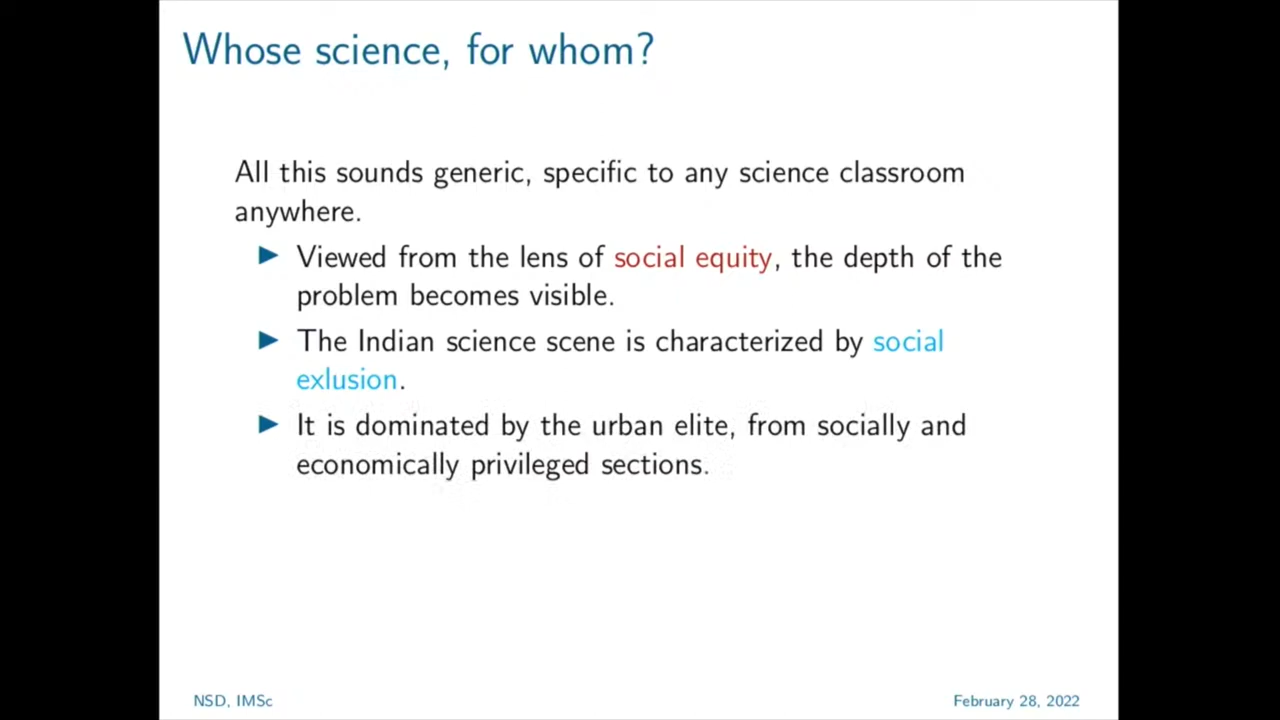 Whose science, for whom?
All this sounds generic, specific to any science classroom
anywhere.
Viewed from the lens of social equity, the depth of the
problem becomes visible.
The Indian science scene is characterized by social
exlusion.
It is dominated by the urban elite, from socially and
economically privileged sections.
NSD, IMSc
February 28, 2022